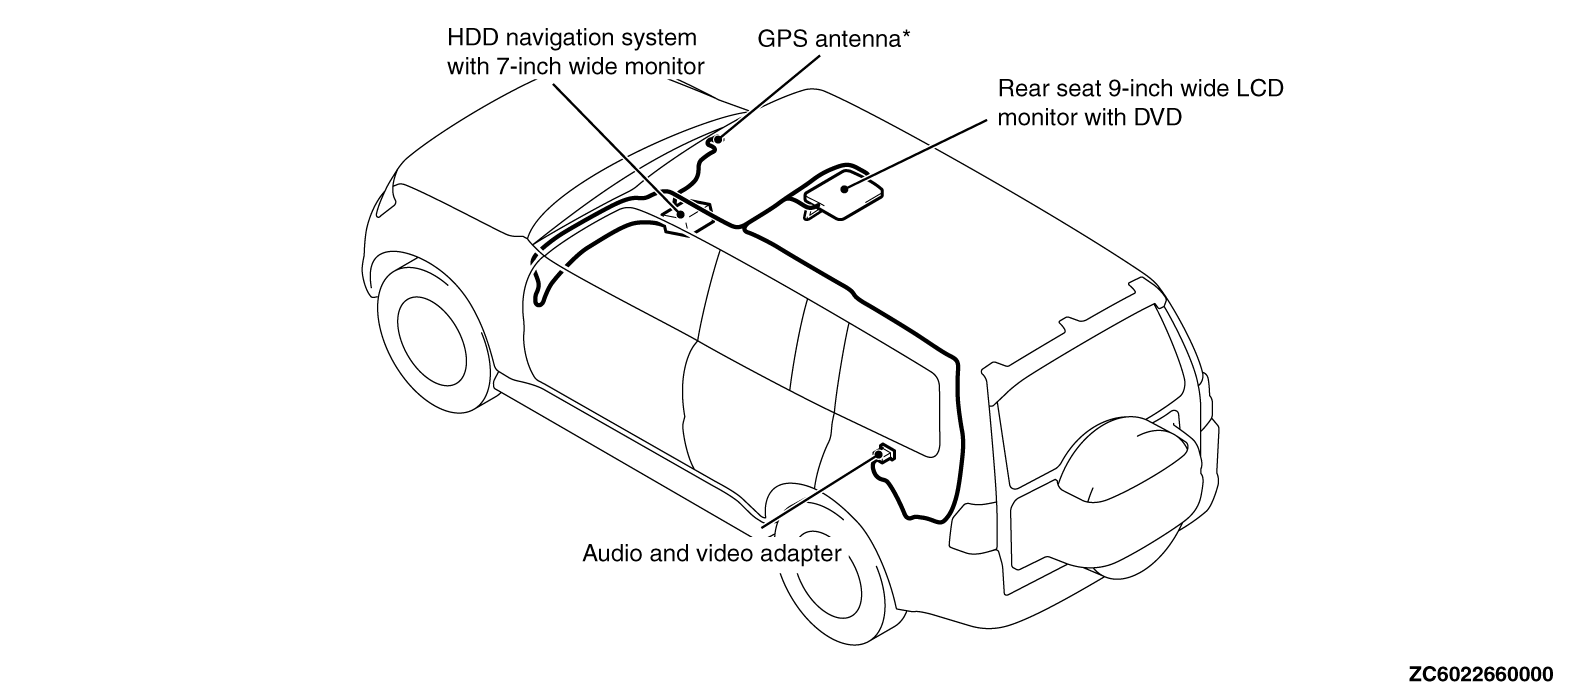 HDD navigation system
with 7-inch wide monitor
GPS antenna*
Rear seat 9-inch wide LCD
monitor with DVD
Audio and video adapter
ZC6022660000